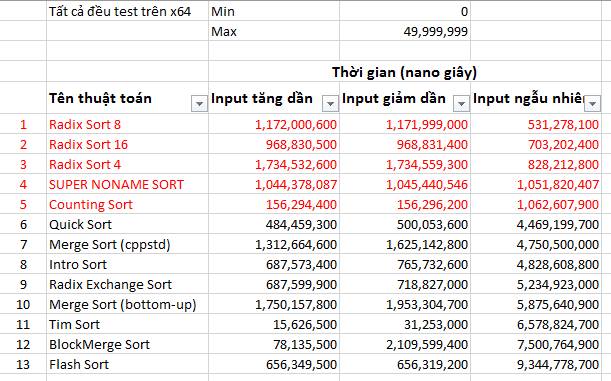 Tất cả đều test trên x64 Min 0
Max 49,999,999
Thời gian (nano giây)
Tên thuật toán Input tăng dần Input giảm dần Input ngẫu nhiê
1 Radix Sort 8 1,172,000,600 1,171,999,000 531,278,100
2 Radix Sort 16 968,830,500 968,831,400 703,202,400
3 Radix Sort 4 1,734,532,600 1,734,559,300 828,212,800
4 SUPER NONAME SORT 1,044,378,087 1,045,440,546 1,051,820,407
5 Counting Sort 156,294,400 156,296,200 1,062,607,900
6 Quick Sort 484,459,300 500,053,600 4,469,199,700
7 Merge Sort (cppstd) 1,312,664,600 1,625,142,800 4,750,500,000
8 Intro Sort 687,573,400 765,732,600 4,828,608,800
9 Radix Exchange Sort 687,599,900 718,827,000 5,234,923,000
10 Merge Sort (bottom-up) 1,750,157,800 1,953,304,700 5,875,640,900
11 Tim Sort 15,626,500 31,253,000 6,578,824,700
12 BlockMerge Sort 78,135,500 2,109,599,400 7,500,764,900
13 Flash Sort 656,349,500 656,319,200 9,344,778,700